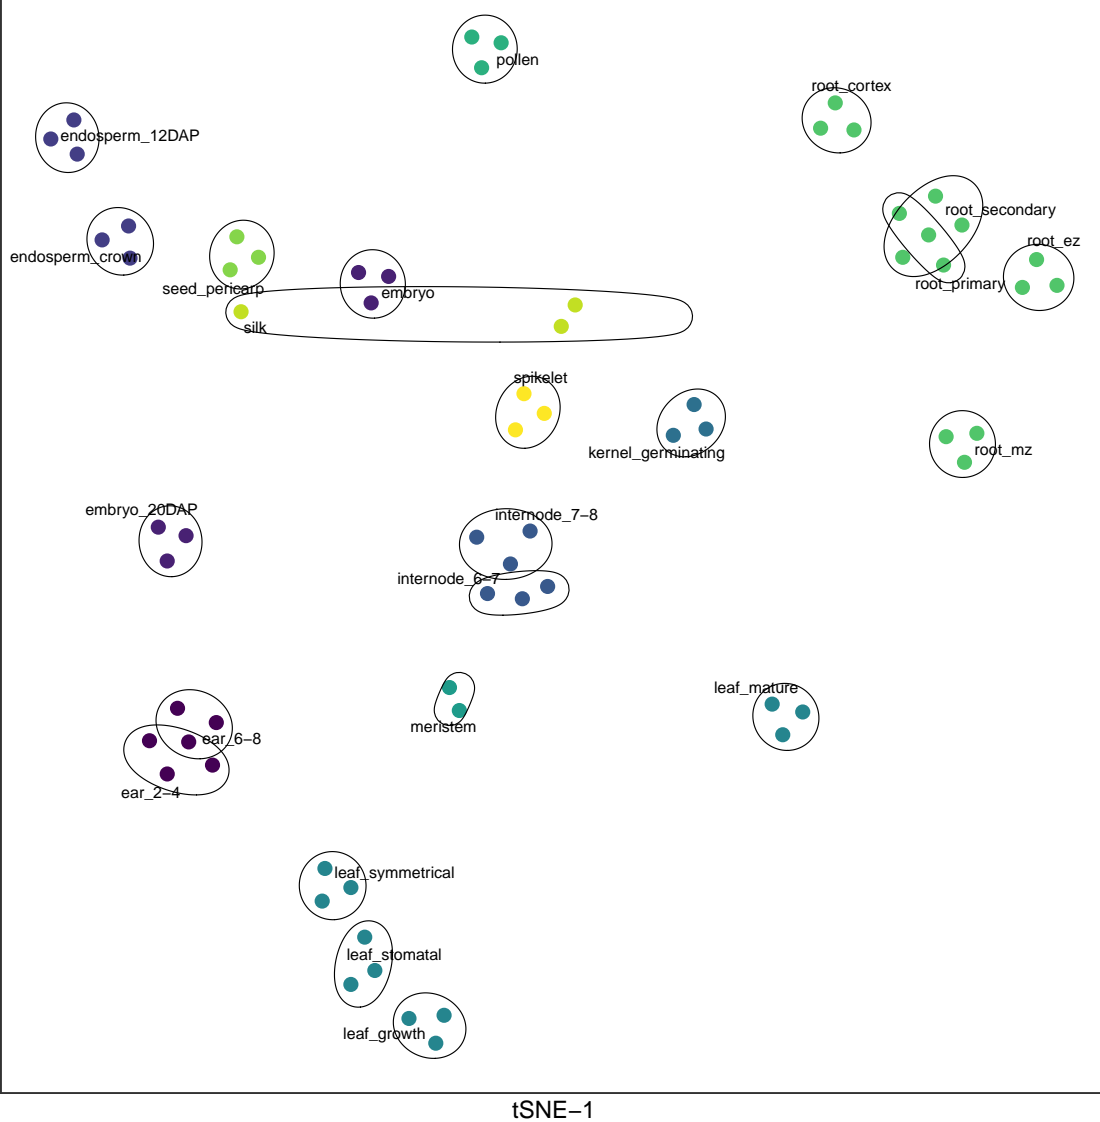 pollen
root_cortex
endosperm_12DAP
root_secondary
root_ez
endosperm_crown
root_primary
seed_pericarp
embryo
silk
spikelet
root_mz
kernel_germinating
embryo_20DAP
internode_7−8
internode_6−7
leaf_mature
meristem
ear_6−8
ear_2−4
leaf_symmetrical
leaf_stomatal
leaf_growth
tSNE−1